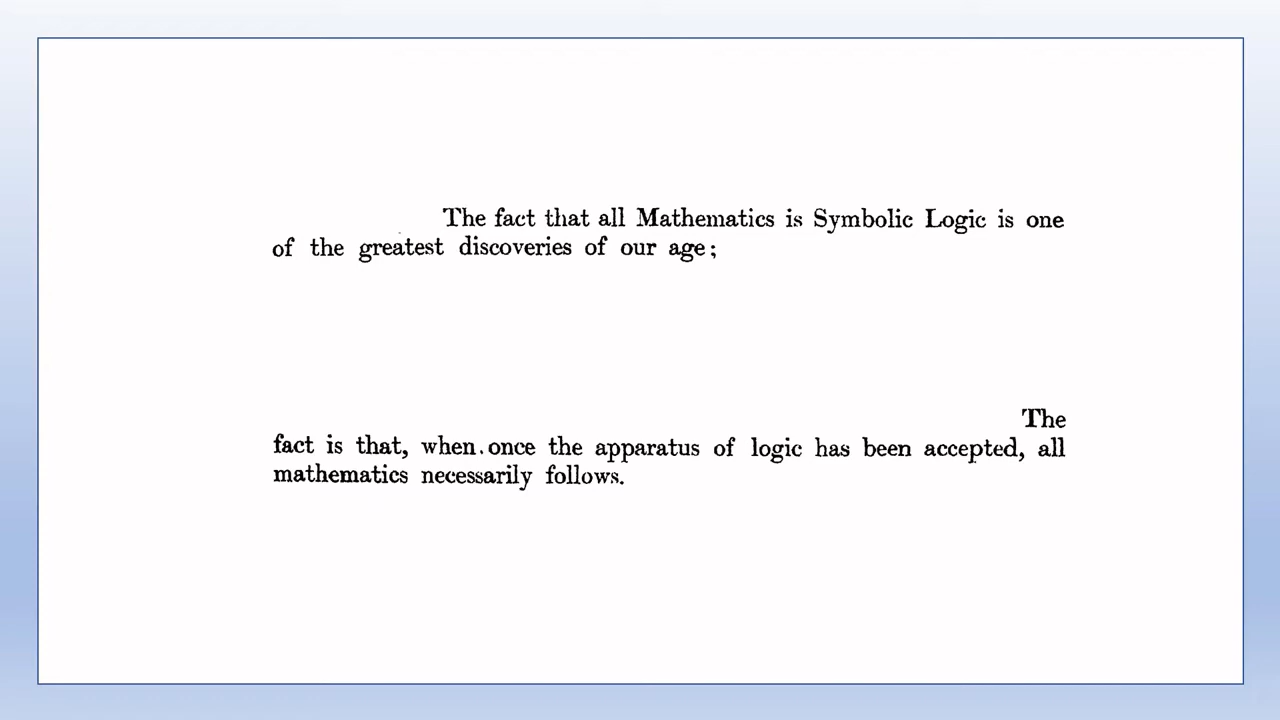 The fact that all Mathematics is Symbolic Logic is one
of the greatest discoveries of our age;
The
fact is that, when once the apparatus of logic has been accepted, all
mathematics necessarily follows.